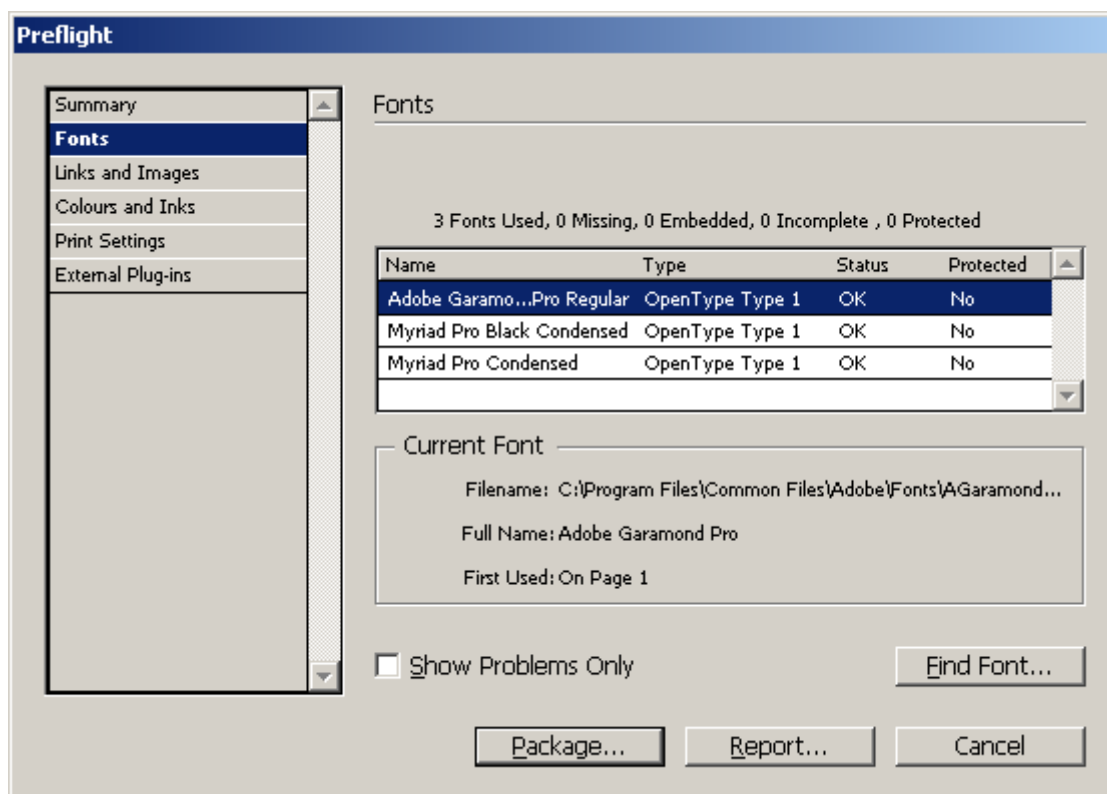 Preflight
Summary
Fonts
Links and Images
Colours and Inks
Print Settings
External Plug-ins
Fonts
3 Fonts Used, 0 Missing, 0 Embedded, 0 Incomplete , 0 Protected
Name Type Status Protected
Adobe Garamo...Pro Regular OpenType Type 1 OK No
Myriad Pro Black Condensed OpenType Type 1 OK No
Myriad Pro Condensed OpenType Type 1 OK No
Current Font
Filename: C:\Program Files\Common Files\Adobe\Fonts\AGaramond...
Full Name: Adobe Garamond Pro
First Used: On Page 1
Show Problems Only
Find Font...
Package... Report... Cancel